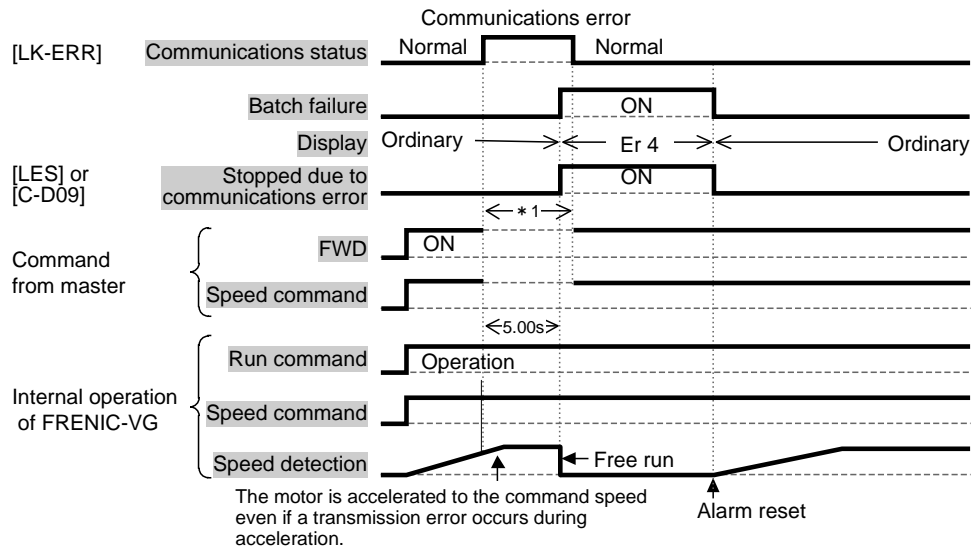 Communications error
[LK-ERR] Communications status Normal Normal
Batch failure ON
Display Ordinary Er 4 Ordinary
[LES] or
[C-D09]
Stopped due to
communications error
ON
*1
Command
from master
FWD ON
Speed command
5.00s
Run command Operation
Internal operation
of FRENIC-VG
Speed command
Speed detection Free run
The motor is accelerated to the command speed
even if a transmission error occurs during
acceleration.
Alarm reset